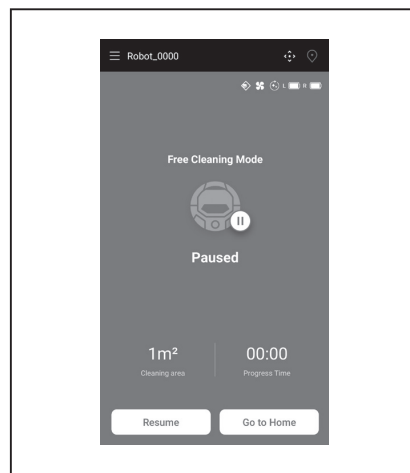 Robot_0000
L R
Free Cleaning Mode
Paused
1m² 00:00
Cleaning area Progress Time
Resume Go to Home